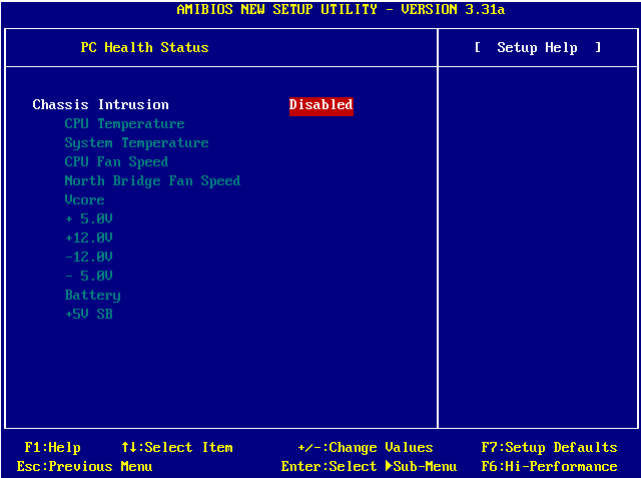 AMIBIOS NEW SETUP UTILITY - VERSION 3.31a
PC Health Status
[ Setup Help ]
Chassis Intrusion Disabled
CPU Temperature
System Temperature
CPU Fan Speed
North Bridge Fan Speed
Vcore
+ 5.0V
+12.0V
-12.0V
- 5.0V
Battery
+5V SB
F1:Help ↑↓:Select Item +/-:Change Values F7:Setup Defaults
Esc:Previous Menu Enter:Select ►Sub-Menu F6:Hi-Performance